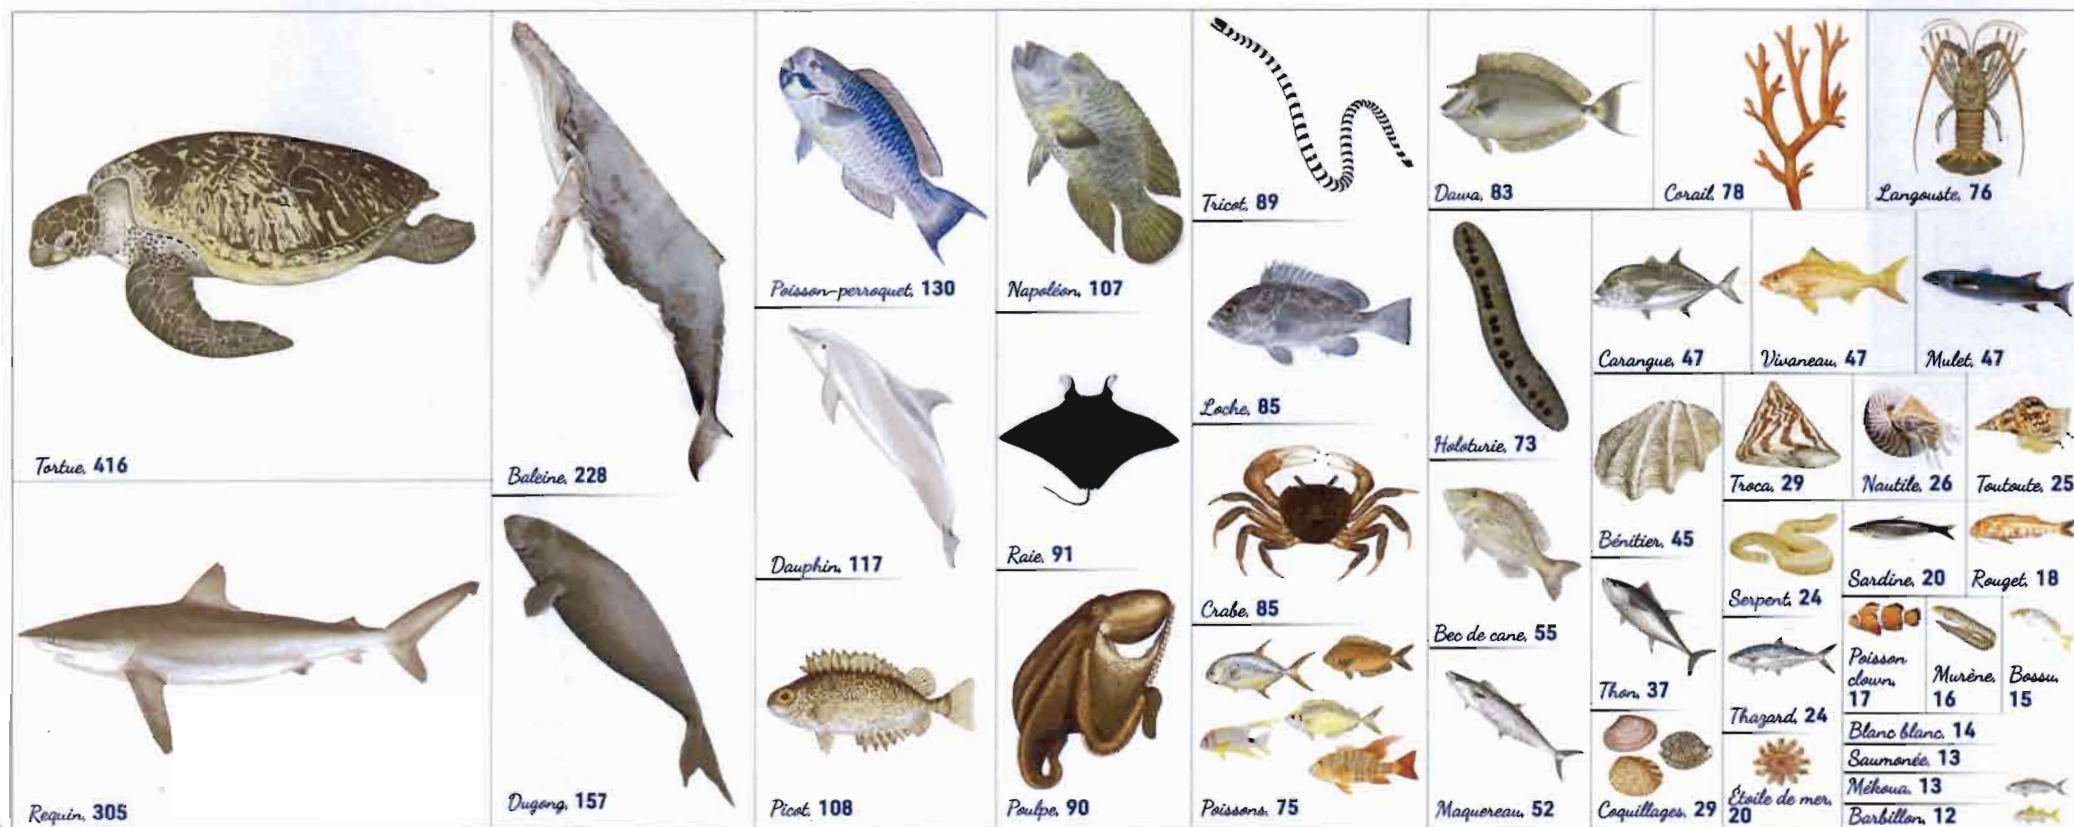 Tortue, 416
Requin, 305
Baleine, 228
Dugong, 157
Poisson-perroquet, 130
Dauphin, 117
Picot, 108
Napoléon, 107
Raie, 91
Poulpe, 90
Tricot, 89
Loche, 85
Crabe, 85
Poissons, 75
Dawa, 83
Corail, 78
Langouste, 76
Holoturie, 73
Bec de cane, 55
Maquereau, 52
Carangue, 47
Vivaneau, 47
Mulet, 47
Bénitier, 45
Thon, 37
Coquillages, 29
Troca, 29
Nautile, 26
Toutoute, 25
Serpent, 24
Thazard, 24
Étoile de mer,
20
Sardine, 20
Rouget, 18
Poisson
clown,
17
Murène,
16
Bossu,
15
Blanc blanc, 14
Saumonée, 13
Mékoua, 13
Barbillon, 12